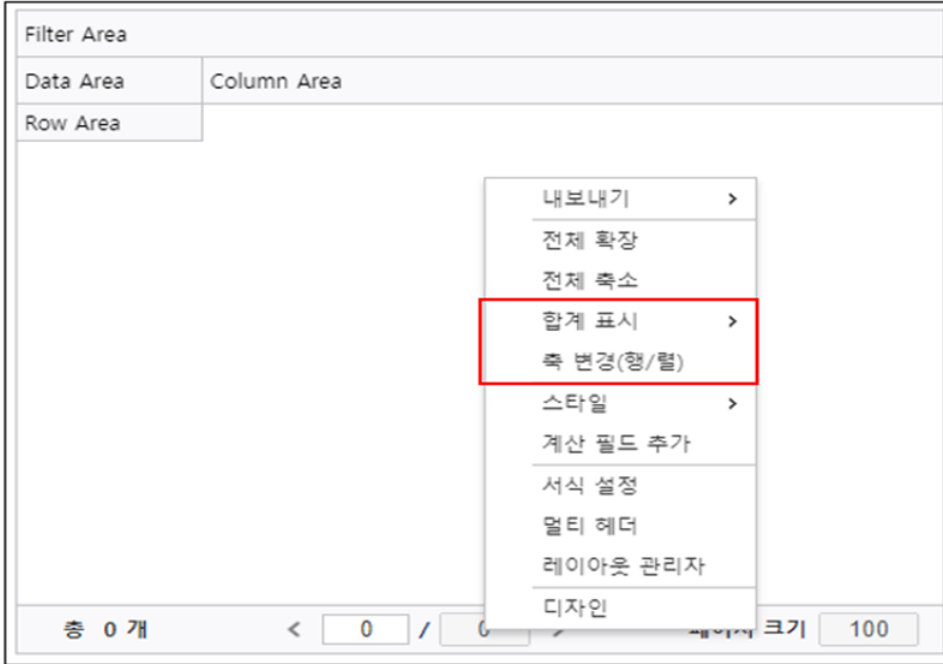 Filter Area
Data Area
Column Area
Row Area
내보내기 >
전체 확장
전체 축소
합계 표시 >
축 변경(행/렬)
스타일 >
계산 필드 추가
서식 설정
멀티 헤더
레이아웃 관리자
디자인
총 0 개 < 0 / 크기 100